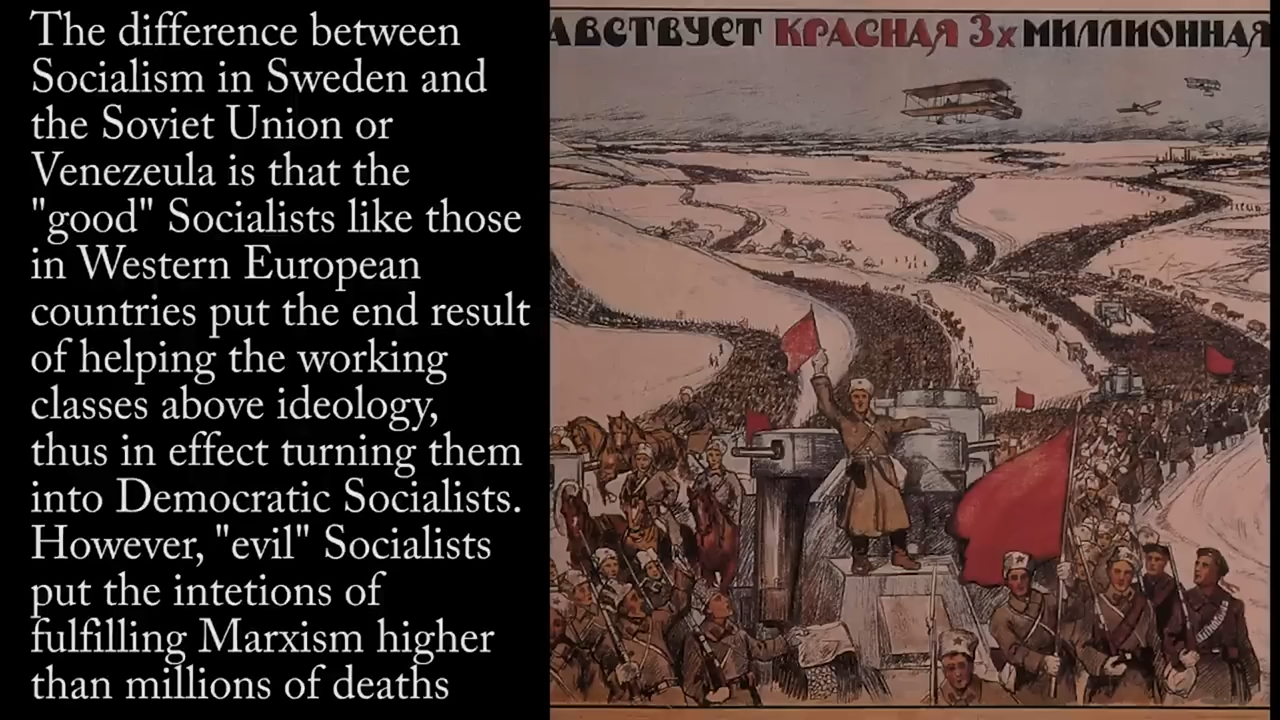 The difference between
Socialism in Sweden and
the Soviet Union or
Venezeula is that the
"good" Socialists like those
in Western European
countries put the end result
of helping the working
classes above ideology,
thus in effect turning them
into Democratic Socialists.
However, "evil" Socialists
put the intetions of
fulfilling Marxism higher
than millions of deaths
АВСТВУЕТ КРАСНАЯ 3х МИЛЛИОННАЯ